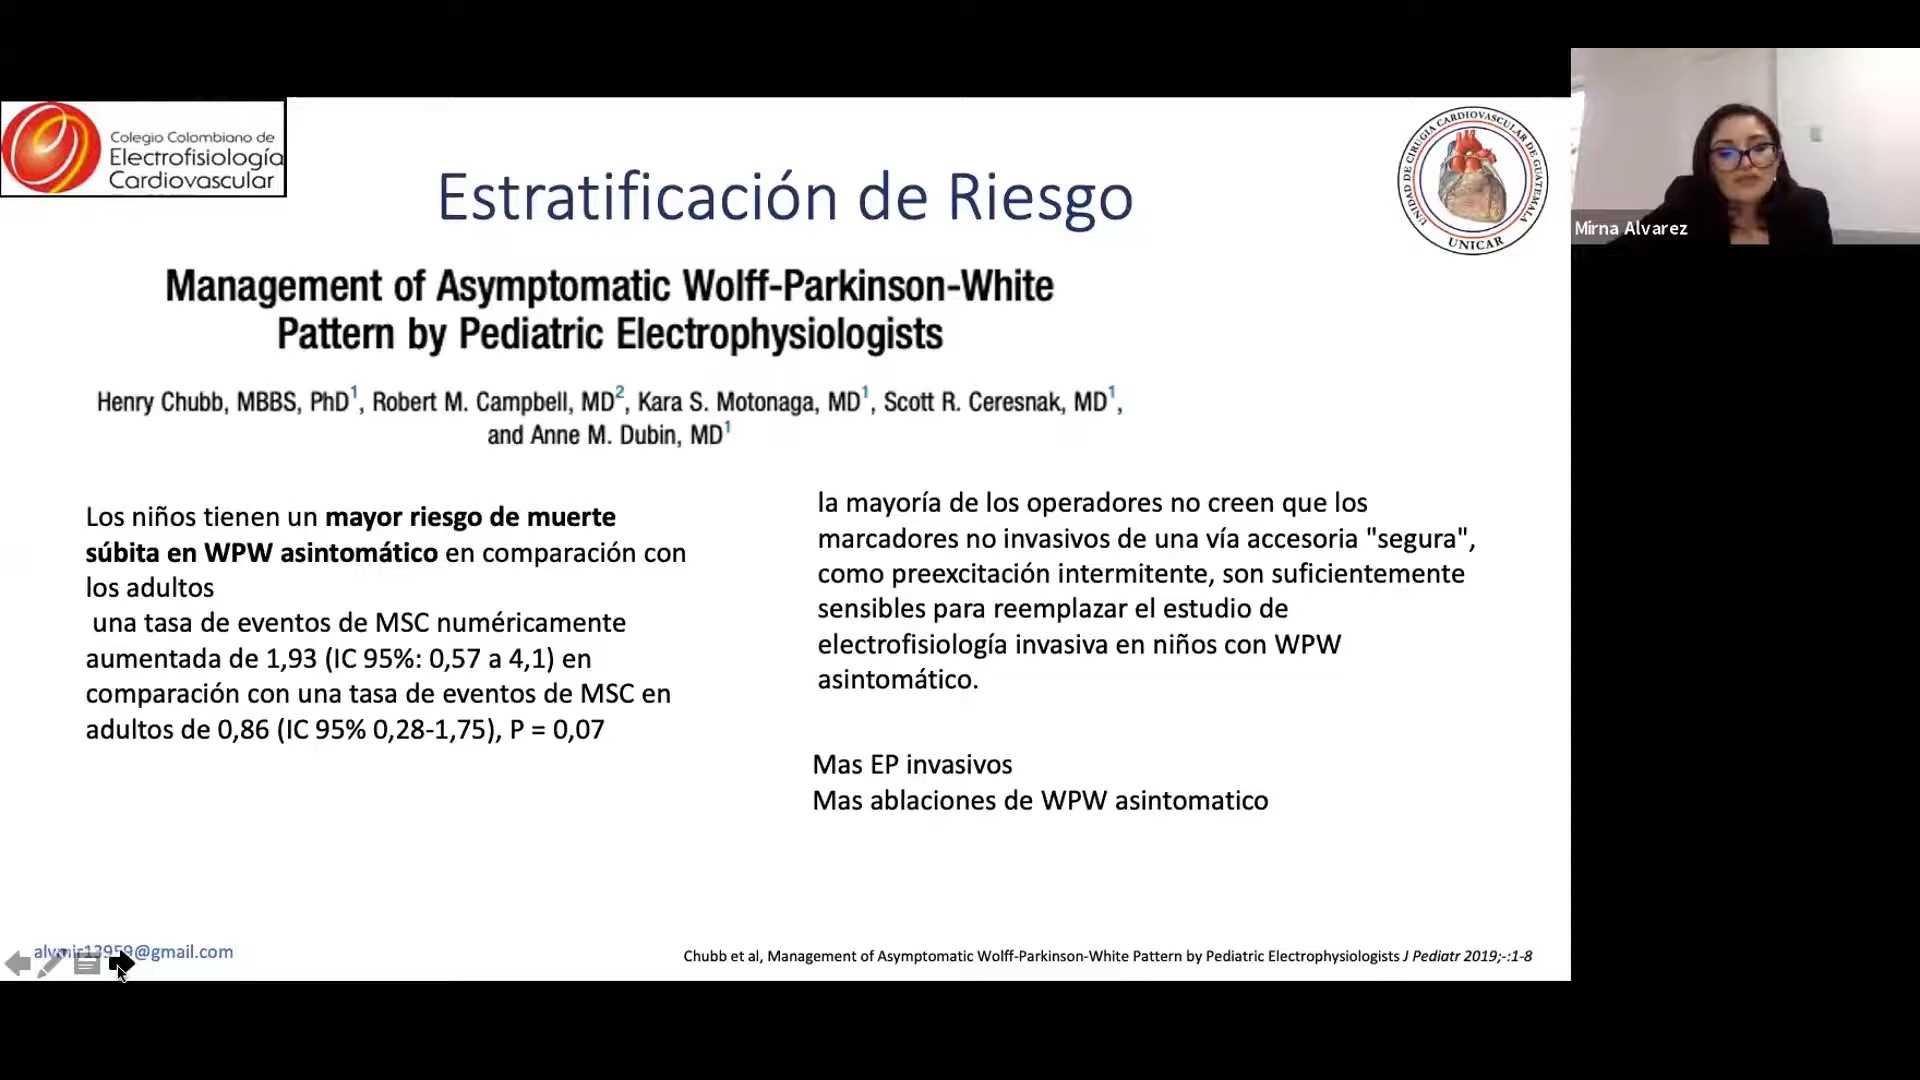 Colegio Colombiano de
Electrofisiología
Cardiovascular
Estratificación de Riesgo
UNIDAD DE CIRUGIA CARDIOVASCULAR DE GUATEMALA
UNICAR
Mirna Alvarez
Management of Asymptomatic Wolff-Parkinson-White
Pattern by Pediatric Electrophysiologists
Henry Chubb, MBBS, PhD1, Robert M. Campbell, MD2, Kara S. Motonaga, MD1, Scott R. Ceresnak, MD1,
and Anne M. Dubin, MD1
Los niños tienen un mayor riesgo de muerte
súbita en WPW asintomático en comparación con
los adultos
una tasa de eventos de MSC numéricamente
aumentada de 1,93 (IC 95%: 0,57 a 4,1) en
comparación con una tasa de eventos de MSC en
adultos de 0,86 (IC 95% 0,28-1,75), P = 0,07
la mayoría de los operadores no creen que los
marcadores no invasivos de una vía accesoria "segura",
como preexcitación intermitente, son suficientemente
sensibles para reemplazar el estudio de
electrofisiología invasiva en niños con WPW
asintomático.
Mas EP invasivos
Mas ablaciones de WPW asintomatico
Chubb et al, Management of Asymptomatic Wolff-Parkinson-White Pattern by Pediatric Electrophysiologists J Pediatr 2019;-:1-8